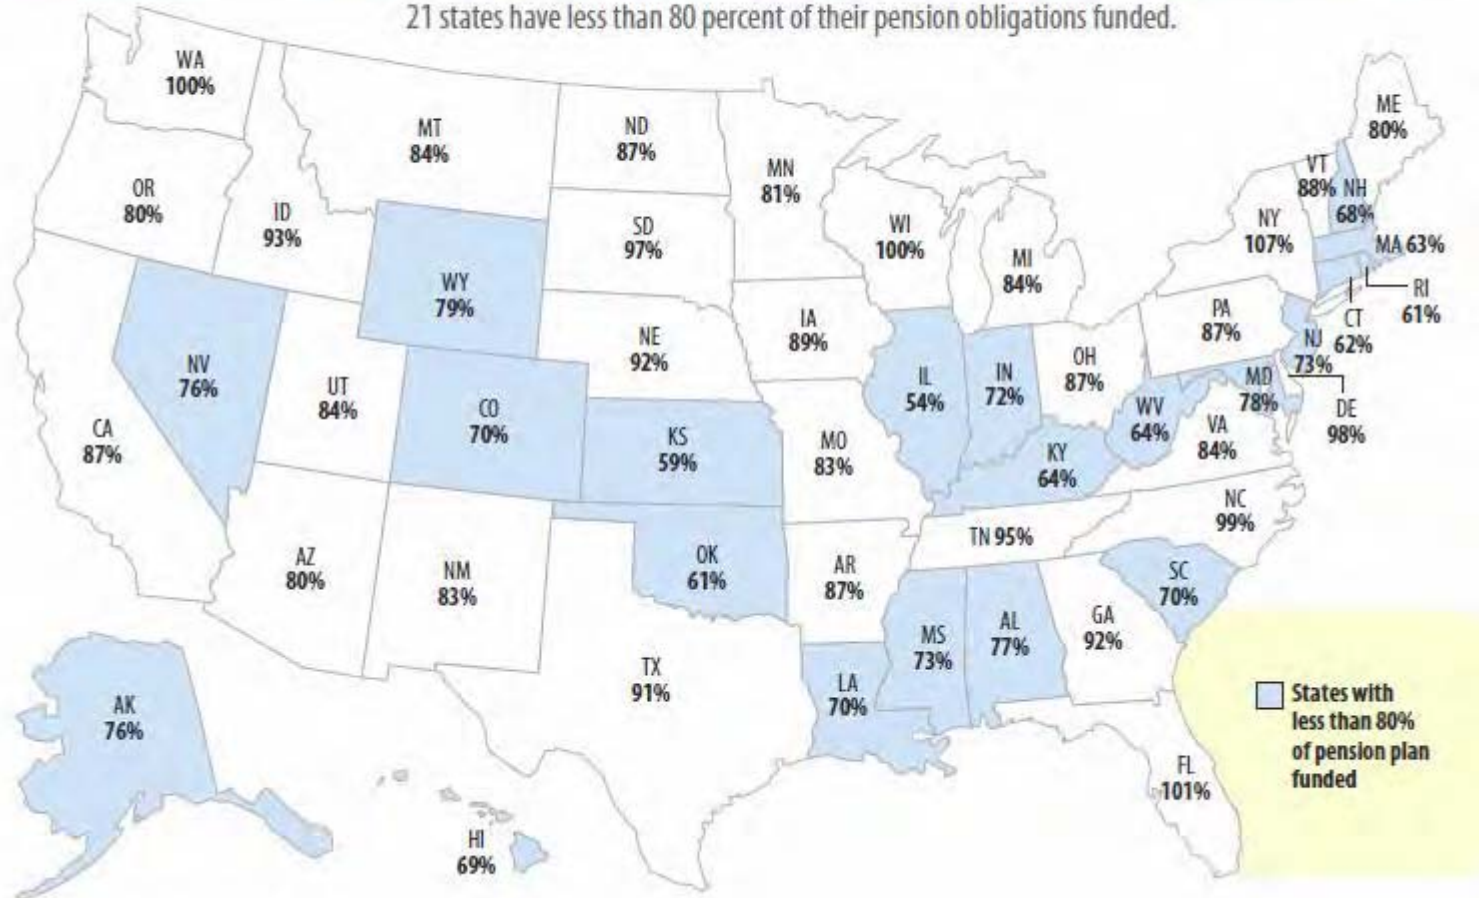 21 states have less than 80 percent of their pension obligations funded.
WA
100%
MT
84%
ND
87%
MN
81%
ME
80%
VT
88%
NH
68%
OR
80%
ID
93%
SD
97%
WI
100%
MI
84%
NY
107%
MA 63%
RI
61%
CT
62%
WY
79%
NE
92%
IA
89%
PA
87%
NJ
73%
NV
76%
UT
84%
CO
70%
KS
59%
MO
83%
IL
54%
IN
72%
OH
87%
WV
64%
MD
78%
DE
98%
VA
84%
CA
87%
KY
64%
NC
99%
TN 95%
AZ
80%
NM
83%
OK
61%
AR
87%
SC
70%
MS
73%
AL
77%
GA
92%
TX
91%
LA
70%
AK
76%
HI
69%
FL
101%
States with
less than 80%
of pension plan
funded